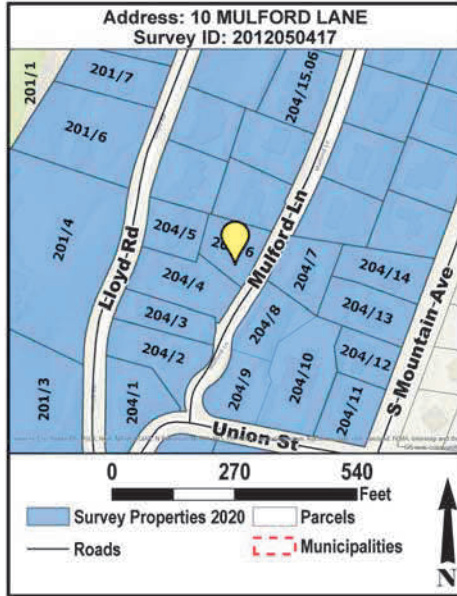 Address: 10 MULFORD LANE
Survey ID: 2012050417
201/1
201/7
204/15.06
201/6
201/4
204/5
Mulford Ln
204/7
204/14
Lloyd Rd
204/4
204/13
S Mountain Ave
204/3
204/8
204/12
204/2
204/10
201/3
204/1
204/9
204/11
Union St
0 270 540
Feet
Survey Properties 2020
Parcels
Roads
Municipalities
N